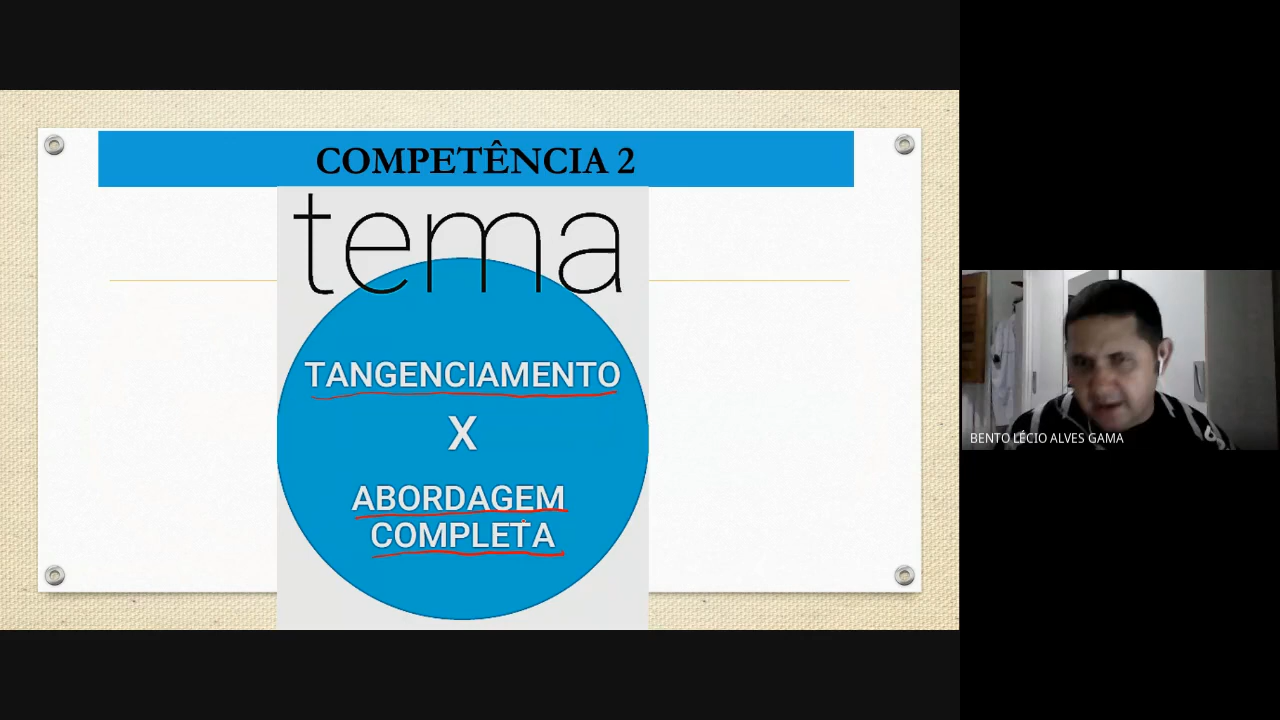 COMPETÊNCIA 2
tema
TANGENCIAMENTO
X
ABORDAGEM
COMPLETA
BENTO LÉCIO ALVES GAMA